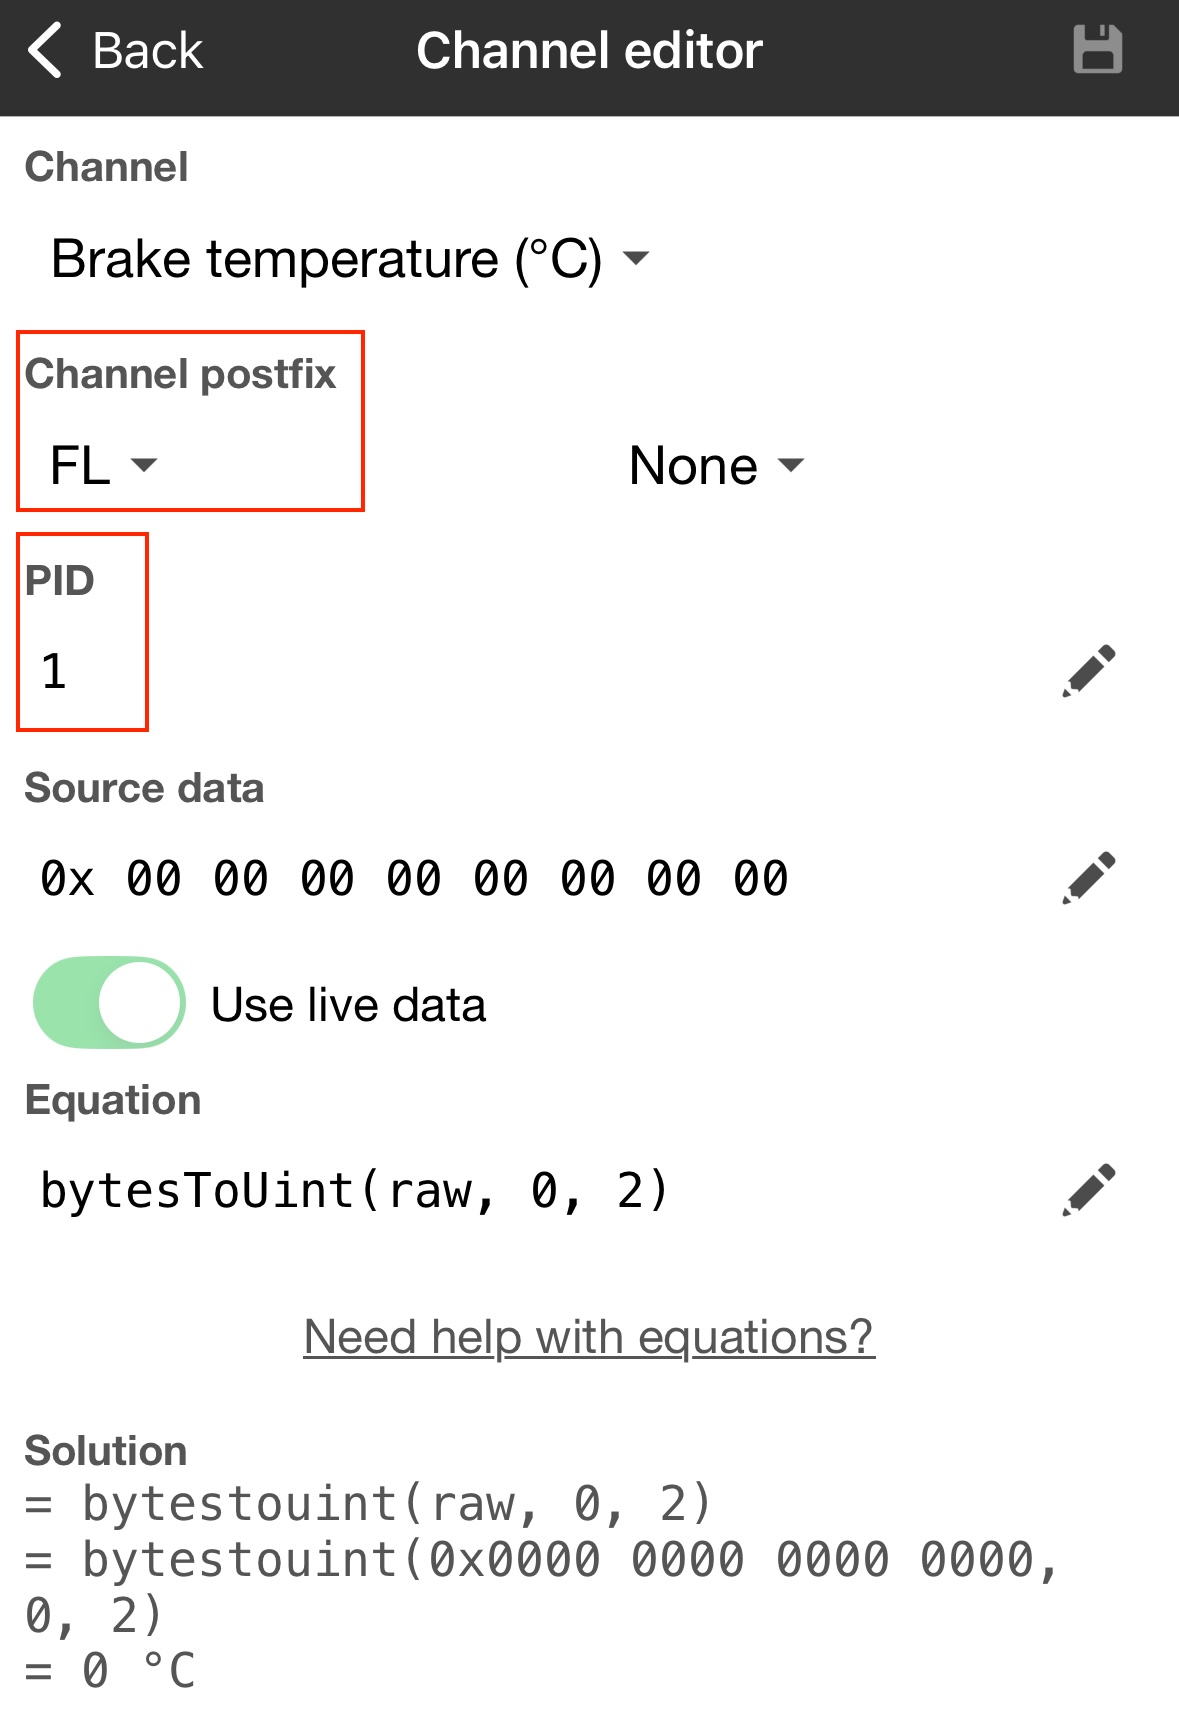 Back
Channel editor
Channel
Brake temperature (°C)
Channel postfix
FL
None
PID
1
Source data
0x 00 00 00 00 00 00 00 00
Use live data
Equation
bytesToUint(raw, 0, 2)
Need help with equations?
Solution
= bytestouint(raw, 0, 2)
= bytestouint(0x0000 0000 0000 0000,
0, 2)
= 0 °C